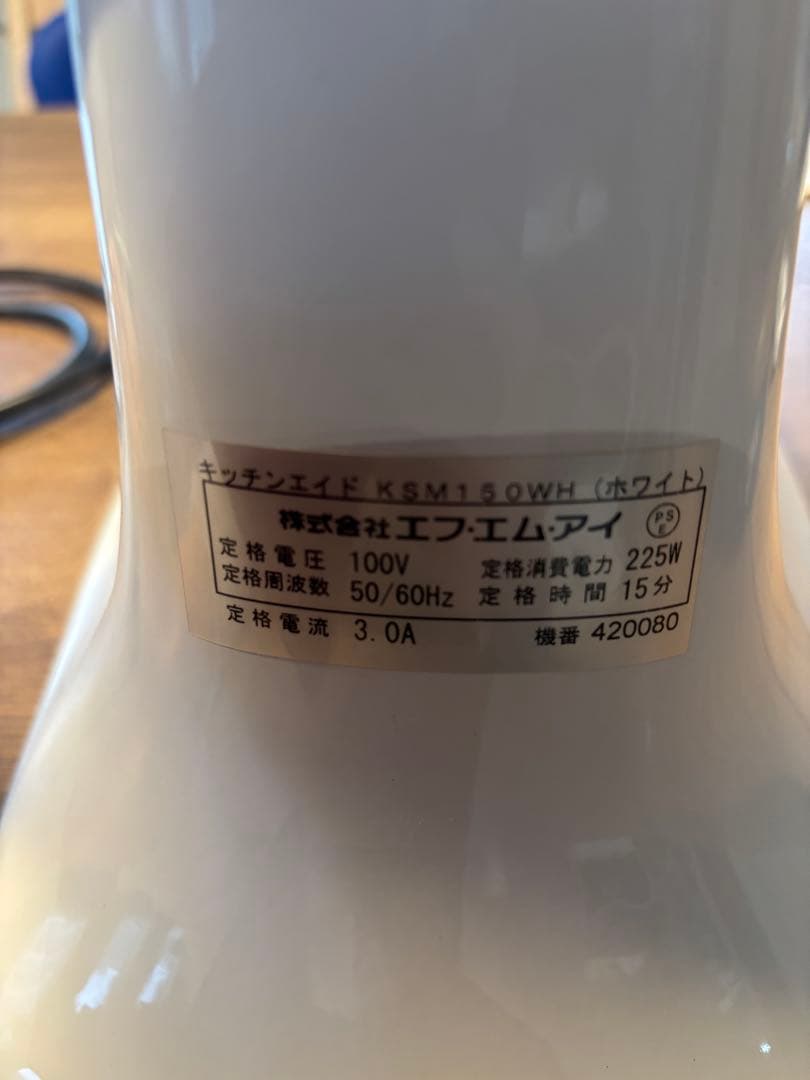 キッチンエイド KSM150WH (ホワイト)
株式会社エフ・エム・アイ PSE
定格電圧 100V 定格消費電力 225W
定格周波数 50/60Hz 定格時間 15分
定格電流 3.0A 機番 420080